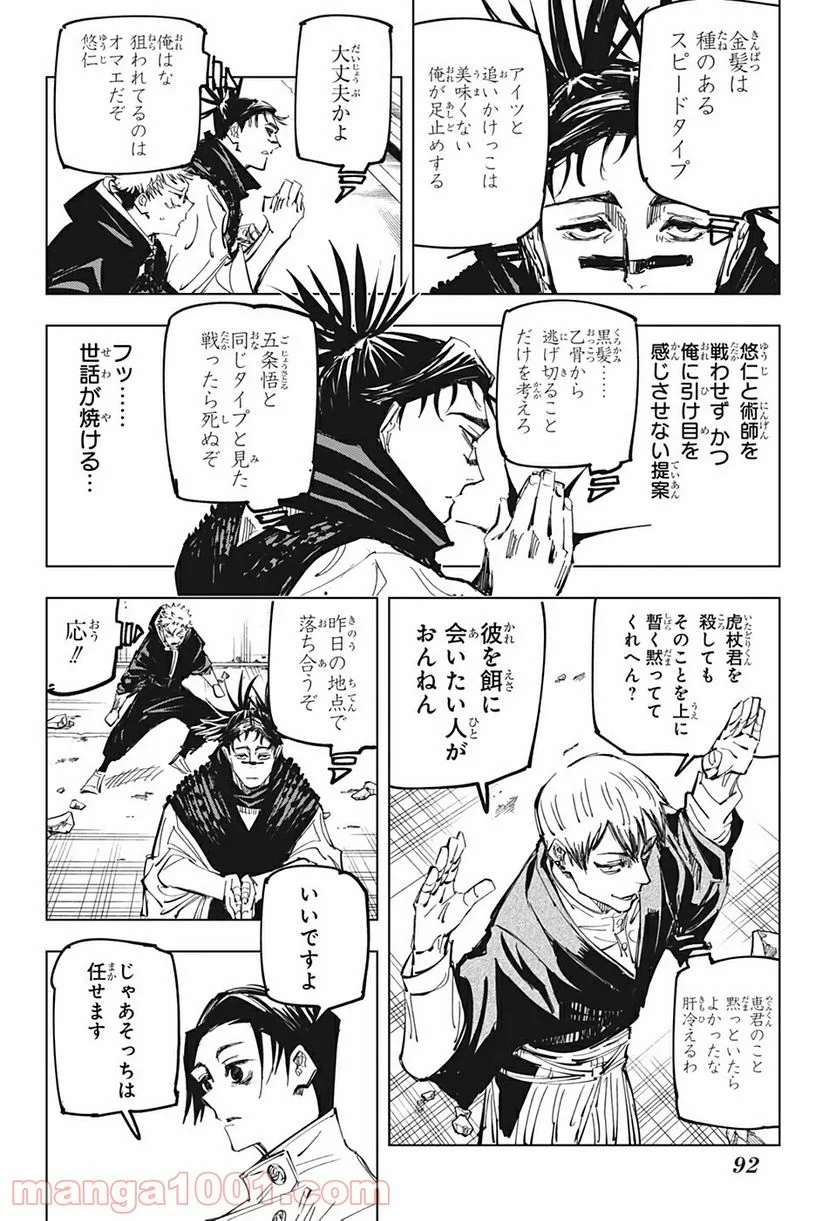 金髪は
種のある
スピードタイプ
アイツと
追いかけっこは
美味くない
俺が足止めする
大丈夫かよ
俺はな
狙われてるのは
オマエだぞ
悠仁
悠仁と術師を
戦わせず かつ
俺に引け目を
感じさせない提案
黒髪……
乙骨から
逃げ切ること
だけを考えろ
五条悟と
同じタイプと見た
戦ったら死ぬぞ
フッ……
世話が焼ける…
虎杖君を
殺しても
そのことを上に
暫く黙ってて
くれへん?
彼を餌に
会いたい人が
おんねん
恵君のこと
黙っといたら
よかったな
肝冷えるわ
昨日の地点で
落ち合うぞ
応!!
いいですよ
じゃあそっちは
任せます
92
manga1001.com